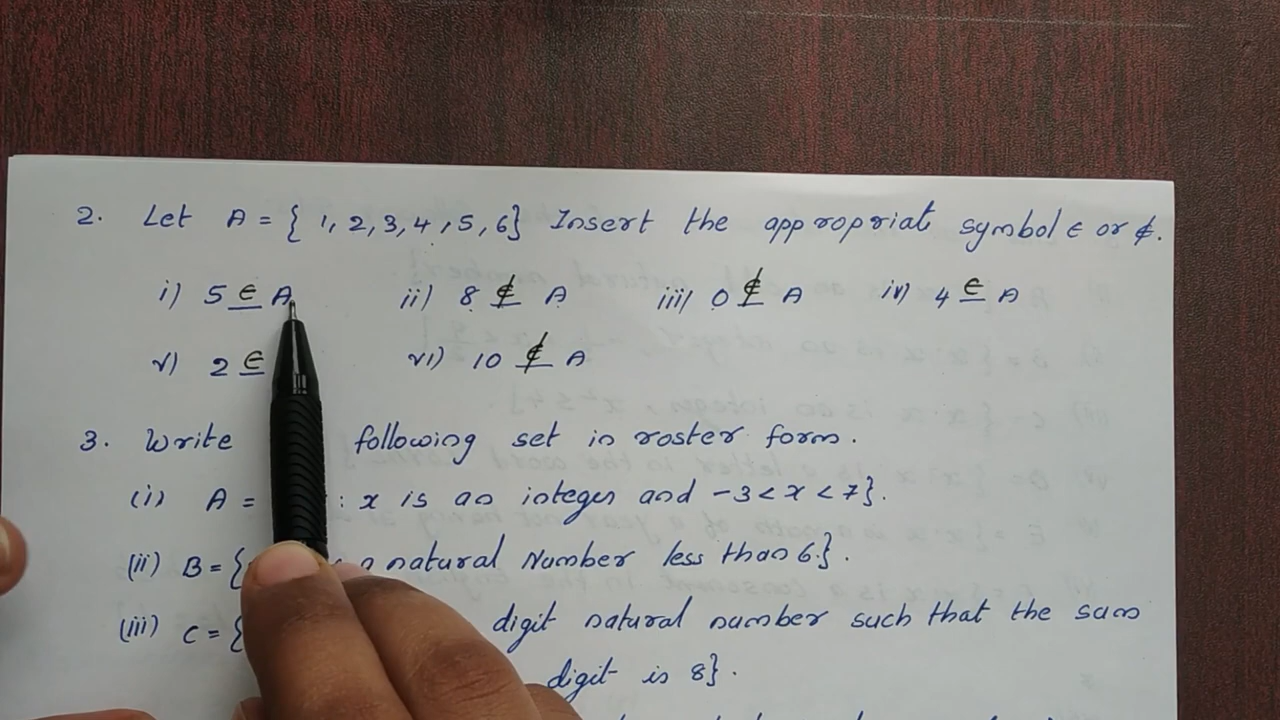 2. Let A = { 1, 2, 3, 4, 5, 6} Insert the appropriat symbol ∈ or ∉.
i) 5 ∈ A ii) 8 ∉ A iii) 0 ∉ A iv) 4 ∈ A
v) 2 ∈ vi) 10 ∉ A
3. Write following set in roster form.
(i) A = : x is an integer and -3 < x < 7}.
(ii) B = { a natural Number less than 6.}.
(iii) C = { digit natural number such that the sum
digit is 8}.